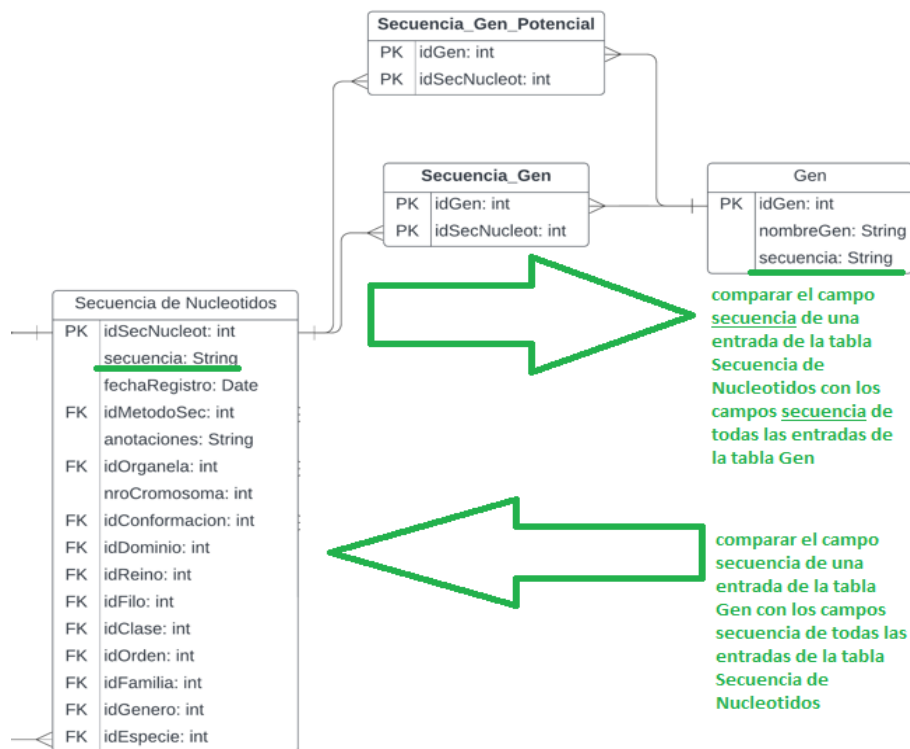 Secuencia_Gen_Potencial
PK idGen: int
PK idSecNucleot: int
Secuencia_Gen
PK idGen: int
PK idSecNucleot: int
Gen
PK idGen: int
nombreGen: String
secuencia: String
comparar el campo
secuencia de una
entrada de la tabla
Secuencia de
Nucleotidos con los
campos secuencia de
todas las entradas de
la tabla Gen
Secuencia de Nucleotidos
PK idSecNucleot: int
secuencia: String
fechaRegistro: Date
FK idMetodoSec: int
anotaciones: String
FK idOrganela: int
nroCromosoma: int
FK idConformacion: int
FK idDominio: int
FK idReino: int
FK idFilo: int
FK idClase: int
FK idOrden: int
FK idFamilia: int
FK idGenero: int
FK idEspecie: int
comparar el campo
secuencia de una
entrada de la tabla
Gen con los campos
secuencia de todas las
entradas de la tabla
Secuencia de
Nucleotidos